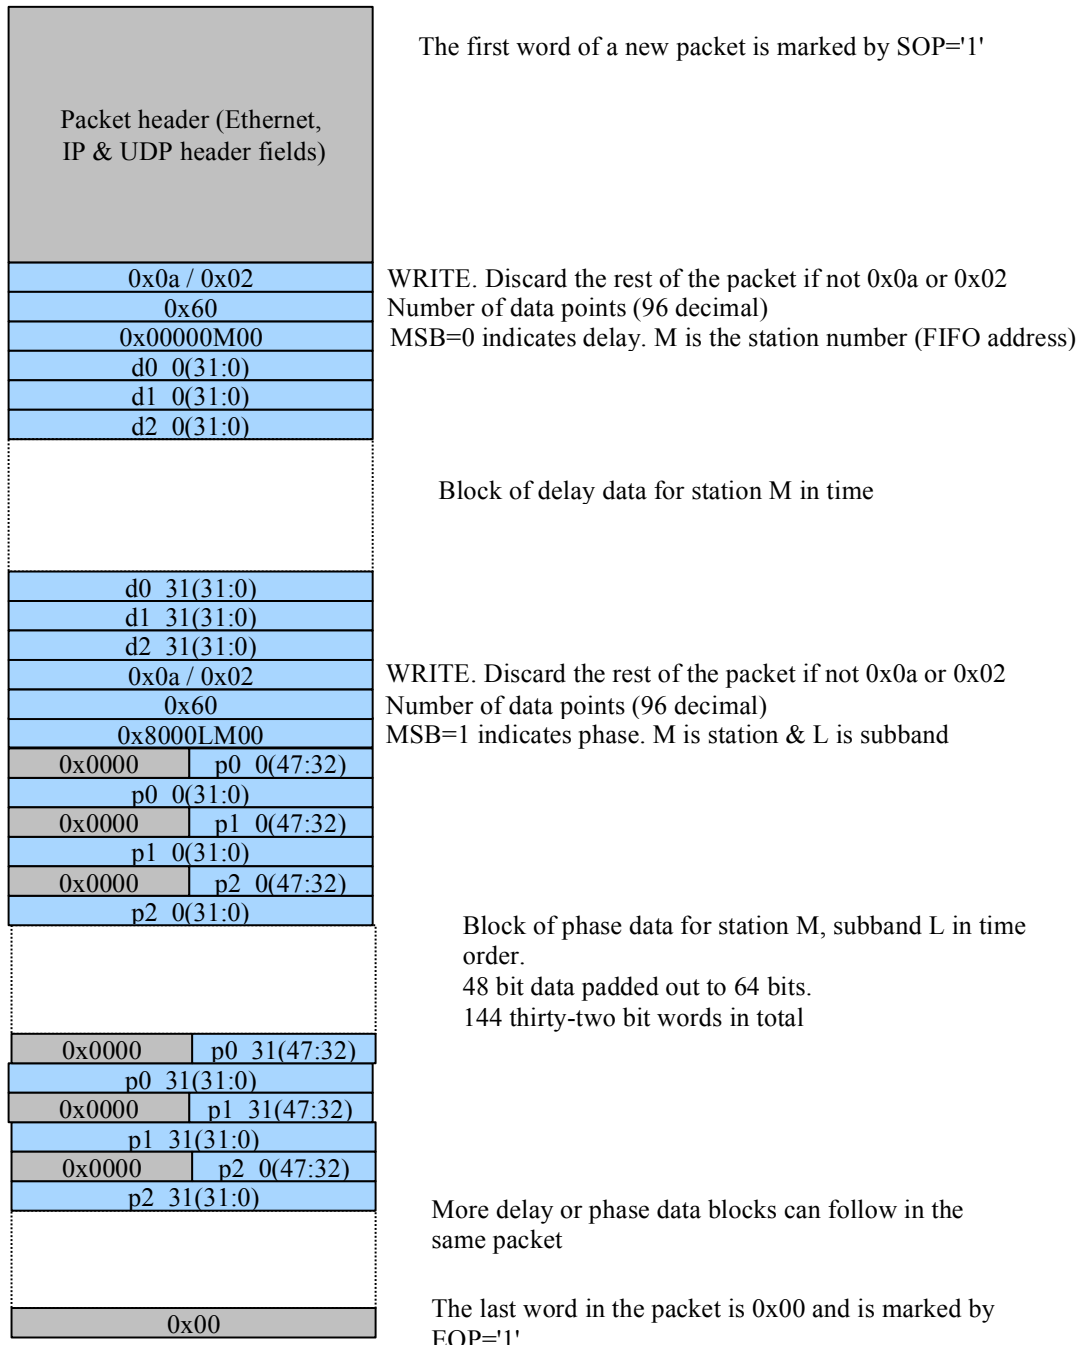 The first word of a new packet is marked by SOP='1'
Packet header (Ethernet,
IP & UDP header fields)
0x0a / 0x02 WRITE. Discard the rest of the packet if not 0x0a or 0x02
0x60 Number of data points (96 decimal)
0x00000M00 MSB=0 indicates delay. M is the station number (FIFO address)
d0 0(31:0)
d1 0(31:0)
d2 0(31:0)
Block of delay data for station M in time
d0 31(31:0)
d1 31(31:0)
d2 31(31:0)
0x0a / 0x02 WRITE. Discard the rest of the packet if not 0x0a or 0x02
0x60 Number of data points (96 decimal)
0x8000LM00 MSB=1 indicates phase. M is station & L is subband
0x0000 p0 0(47:32)
p0 0(31:0)
0x0000 p1 0(47:32)
p1 0(31:0)
0x0000 p2 0(47:32)
p2 0(31:0)
Block of phase data for station M, subband L in time
order.
48 bit data padded out to 64 bits.
144 thirty-two bit words in total
0x0000 p0 31(47:32)
p0 31(31:0)
0x0000 p1 31(47:32)
p1 31(31:0)
0x0000 p2 0(47:32)
p2 31(31:0)
More delay or phase data blocks can follow in the
same packet
0x00 The last word in the packet is 0x00 and is marked by
EOP='1'